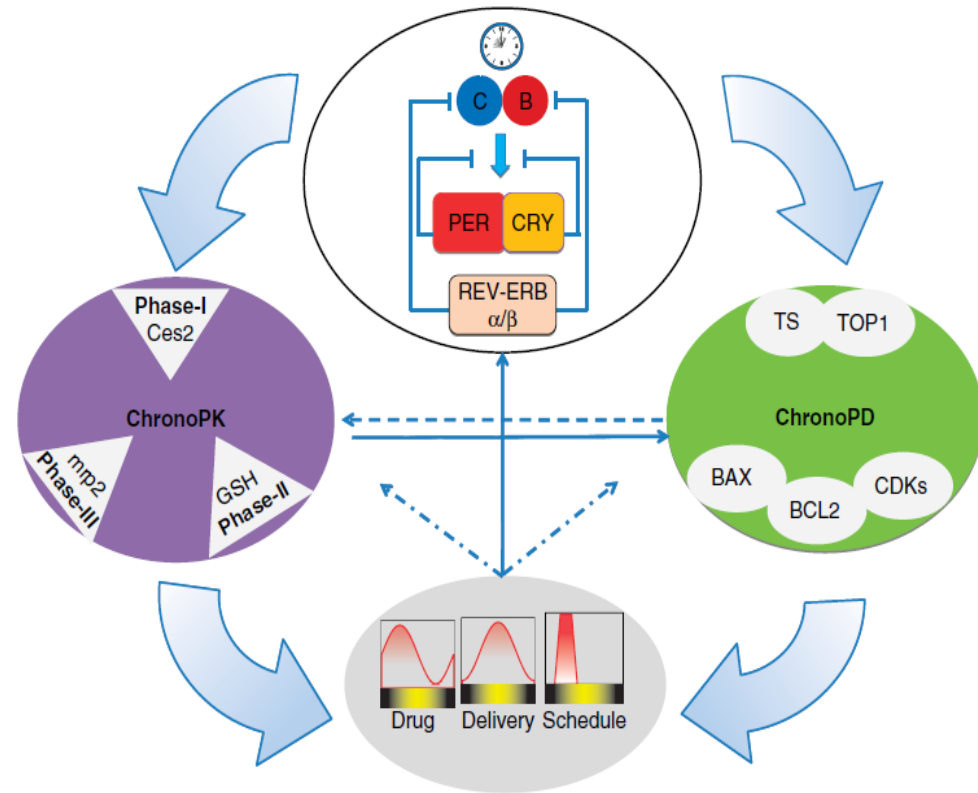 C B
PER CRY
REV-ERB
α/β
Phase-I
Ces2
ChronoPK
mrp2
Phase-III
GSH
Phase-II
TS TOP1
ChronoPD
BAX
BCL2
CDKs
Drug Delivery Schedule